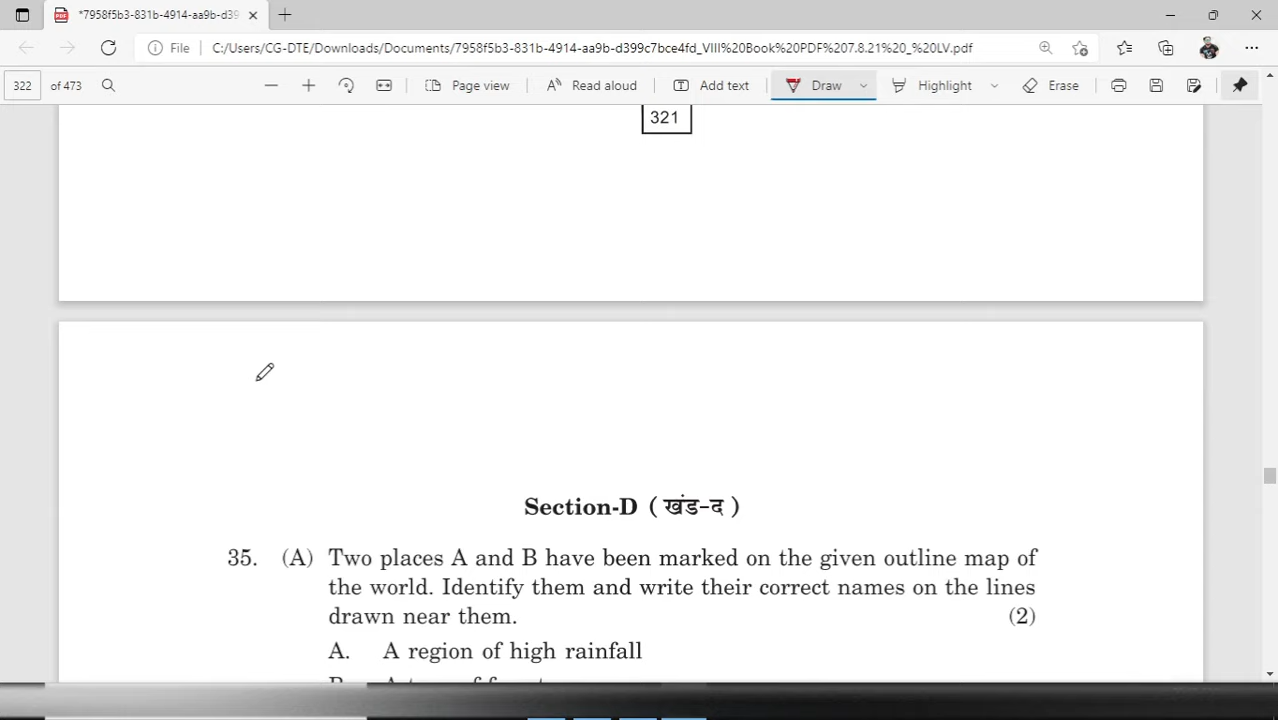 *7958f5b3-831b-4914-aa9b-d39
File
C:/Users/CG-DTE/Downloads/Documents/7958f5b3-831b-4914-aa9b-d399c7bce4fd_VIII%20Book%20PDF%207.8.21%20_%20LV.pdf
322 of 473
Page view
Read aloud
Add text
Draw
Highlight
Erase
321
Section-D ( खंड-द )
35. (A) Two places A and B have been marked on the given outline map of
the world. Identify them and write their correct names on the lines
drawn near them. (2)
A. A region of high rainfall